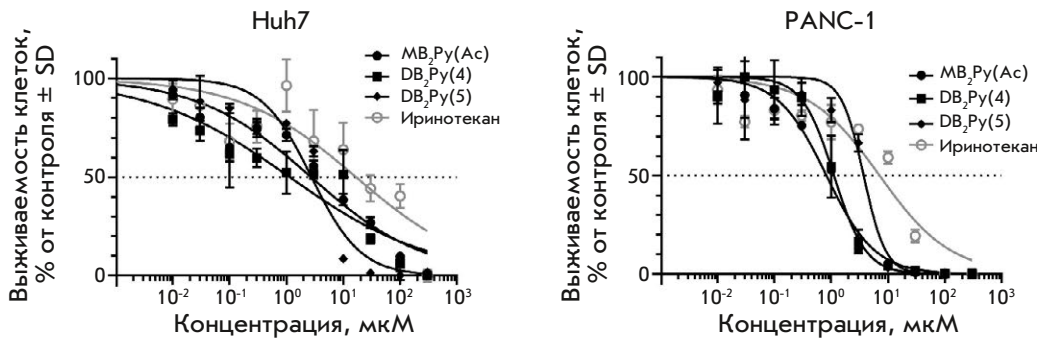 Huh7
Выживаемость клеток,
% от контроля ± SD
100
50
0
MB₂Py(Ac)
DB₂Py(4)
DB₂Py(5)
Иринотекан
10⁻² 10⁻¹ 10⁰ 10¹ 10² 10³
Концентрация, мкМ
PANC-1
Выживаемость клеток,
% от контроля ± SD
100
50
0
MB₂Py(Ac)
DB₂Py(4)
DB₂Py(5)
Иринотекан
10⁻² 10⁻¹ 10⁰ 10¹ 10² 10³
Концентрация, мкМ